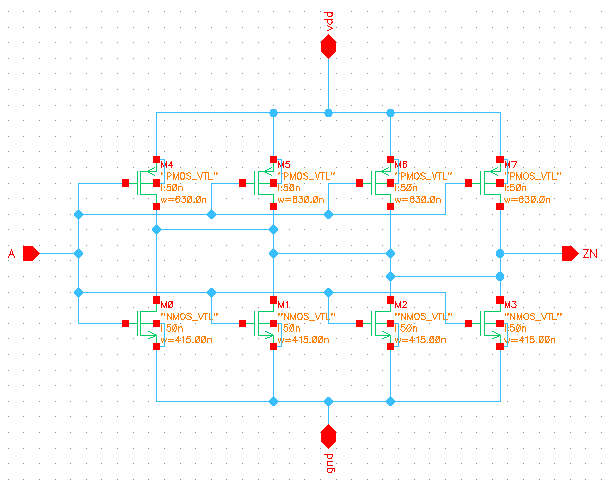 vdd
M4
"PMOS_VTL"
l:50n
w=630.0n
M5
"PMOS_VTL"
l:50n
w=630.0n
M6
"PMOS_VTL"
l:50n
w=630.0n
M7
"PMOS_VTL"
l:50n
w=630.0n
A
ZN
M0
"NMOS_VTL"
l:50n
w=415.00n
M1
"NMOS_VTL"
l:50n
w=415.00n
M2
"NMOS_VTL"
l:50n
w=415.00n
M3
"NMOS_VTL"
l:50n
w=415.00n
gnd